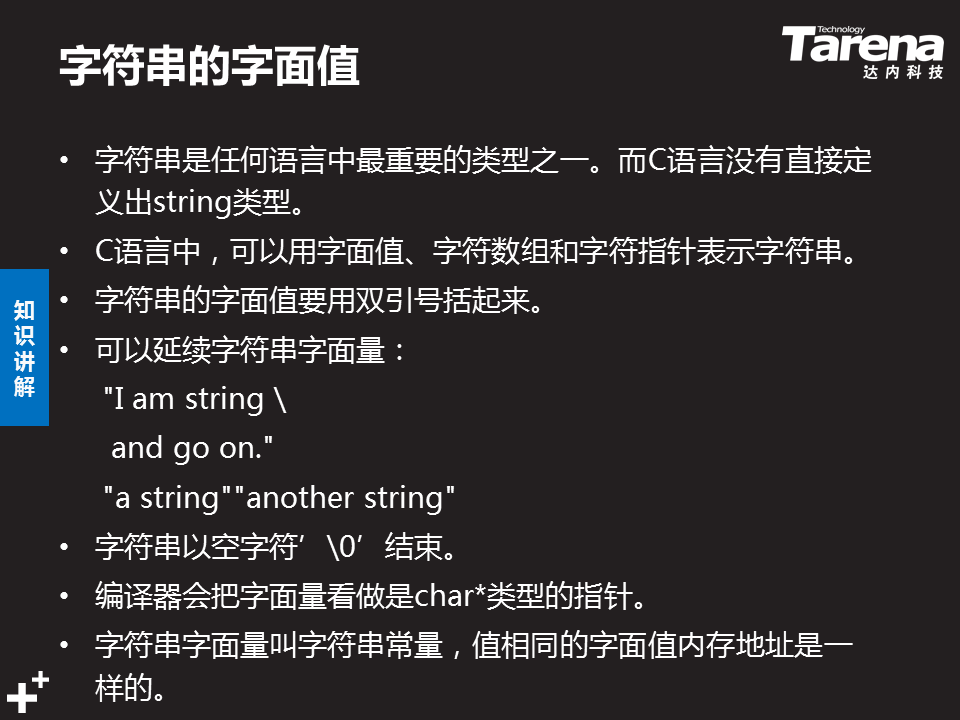 字符串的字面值
Technology
Tarena
达内科技
• 字符串是任何语言中最重要的类型之一。而C语言没有直接定
义出string类型。
• C语言中，可以用字面值、字符数组和字符指针表示字符串。
• 字符串的字面值要用双引号括起来。
• 可以延续字符串字面量：
"I am string \
and go on."
"a string""another string"
• 字符串以空字符’\0’结束。
• 编译器会把字面量看做是char*类型的指针。
• 字符串字面量叫字符串常量，值相同的字面值内存地址是一
样的。
知
识
讲
解